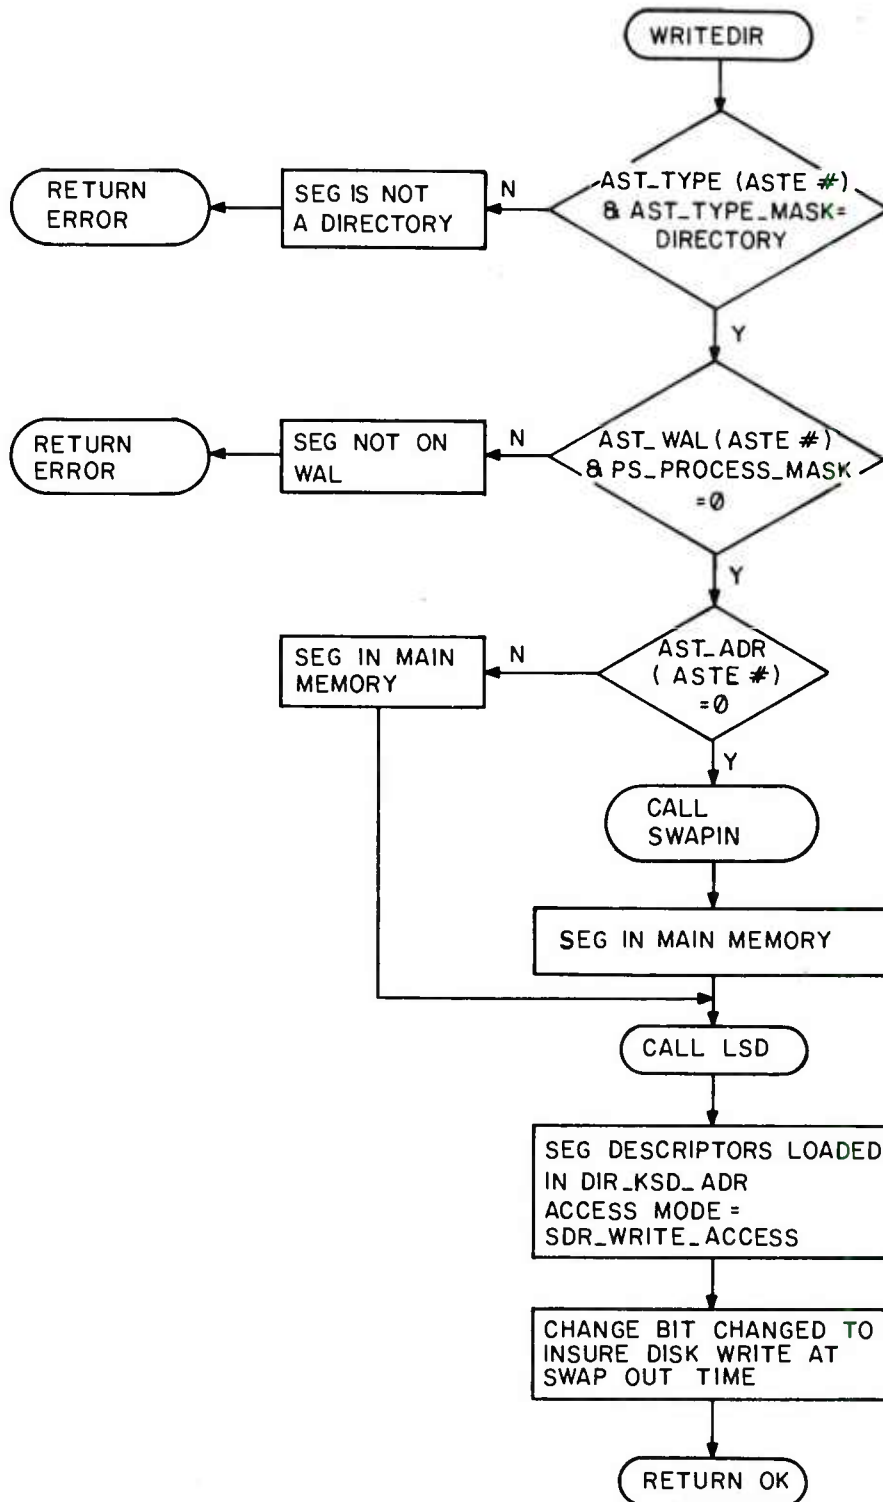 WRITEDIR
AST_TYPE (ASTE #)
& AST_TYPE_MASK=
DIRECTORY
N
SEG IS NOT
A DIRECTORY
RETURN
ERROR
Y
AST_WAL (ASTE #)
& PS_PROCESS_MASK
=0
N
SEG NOT ON
WAL
RETURN
ERROR
Y
AST_ADR
( ASTE #)
=0
N
SEG IN MAIN
MEMORY
Y
CALL
SWAPIN
SEG IN MAIN MEMORY
CALL LSD
SEG DESCRIPTORS LOADED
IN DIR_KSD_ADR
ACCESS MODE =
SDR_WRITE_ACCESS
CHANGE BIT CHANGED TO
INSURE DISK WRITE AT
SWAP OUT TIME
RETURN OK